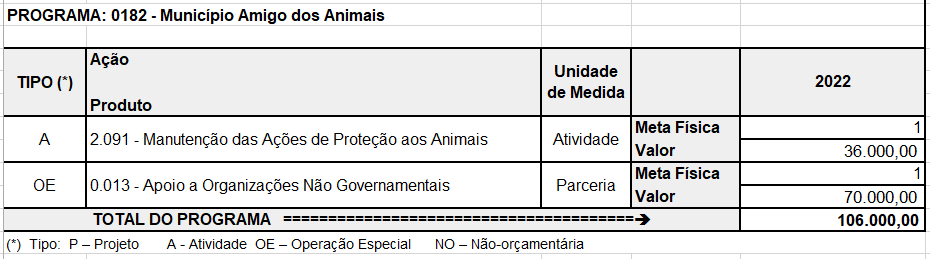 PROGRAMA: 0182 - Município Amigo dos Animais
TIPO (*) Ação Produto Unidade de Medida 2022
A 2.091 - Manutenção das Ações de Proteção aos Animais Atividade Meta Física 1
Valor 36.000,00
OE 0.013 - Apoio a Organizações Não Governamentais Parceria Meta Física 1
Valor 70.000,00
TOTAL DO PROGRAMA =======================================➔ 106.000,00
(*) Tipo: P – Projeto A - Atividade OE – Operação Especial NO – Não-orçamentária